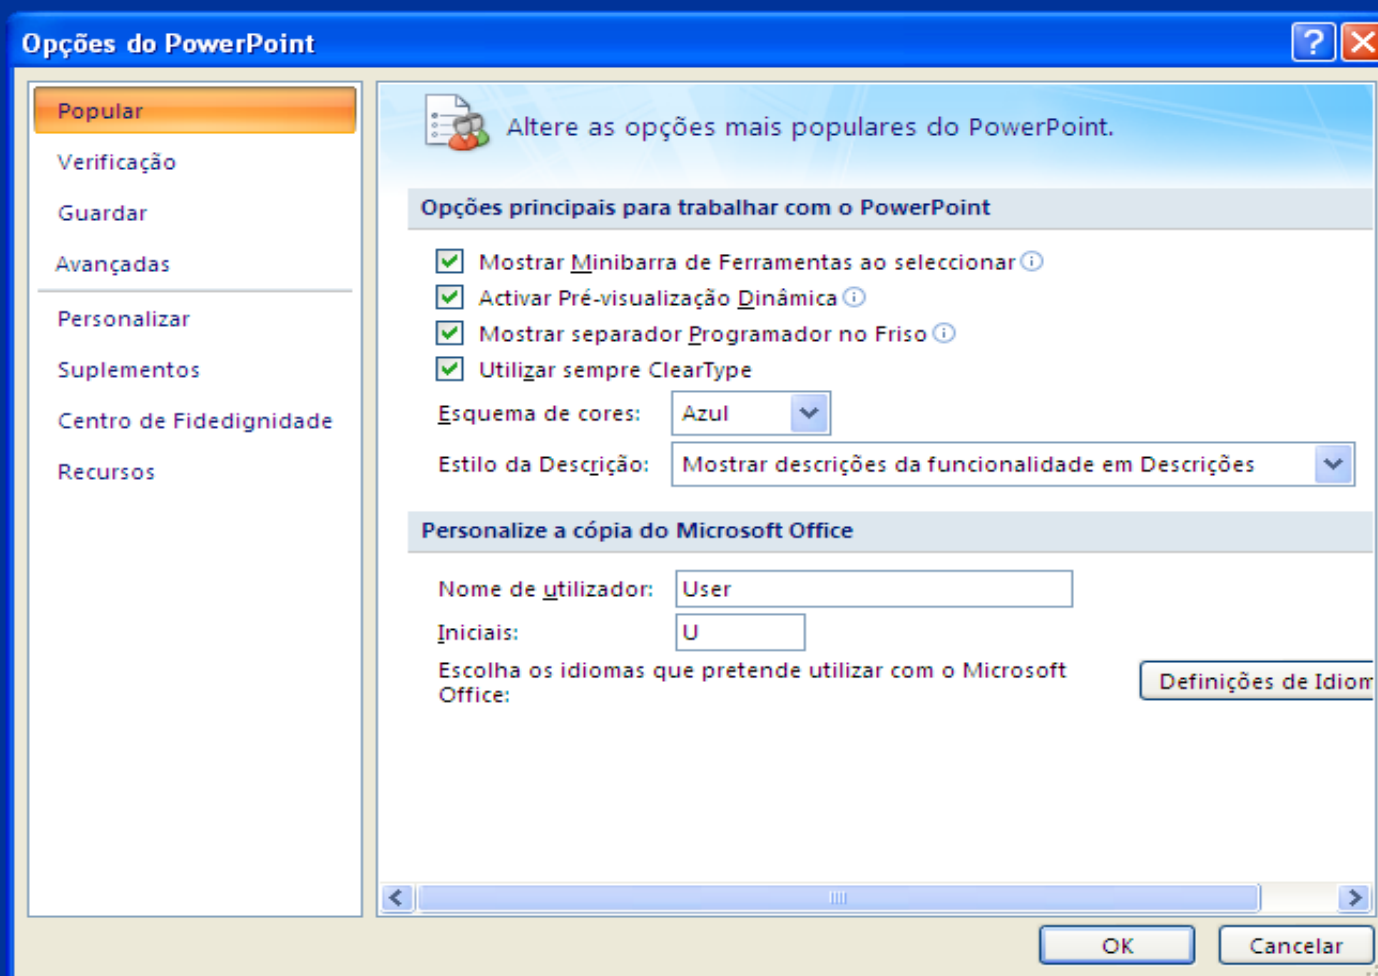 Opções do PowerPoint
Popular
Verificação
Guardar
Avançadas
Personalizar
Suplementos
Centro de Fidedignidade
Recursos
Altere as opções mais populares do PowerPoint.
Opções principais para trabalhar com o PowerPoint
Mostrar Minibarra de Ferramentas ao seleccionar
Activar Pré-visualização Dinâmica
Mostrar separador Programador no Friso
Utilizar sempre ClearType
Esquema de cores: Azul
Estilo da Descrição: Mostrar descrições da funcionalidade em Descrições
Personalize a cópia do Microsoft Office
Nome de utilizador: User
Iniciais: U
Escolha os idiomas que pretende utilizar com o Microsoft
Office:
Definições de Idiom
OK Cancelar